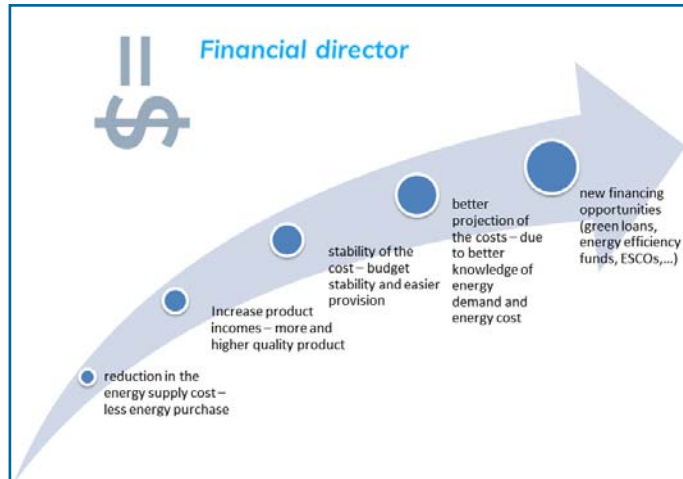 $=
Financial director
reduction in the
energy supply cost –
less energy purchase
Increase product
incomes – more and
higher quality product
stability of the
cost – budget
stability and easier
provision
better
projection of
the costs – due
to better
knowledge of
energy
demand and
energy cost
new financing
opportunities
(green loans,
energy efficiency
funds, ESCOs,...)